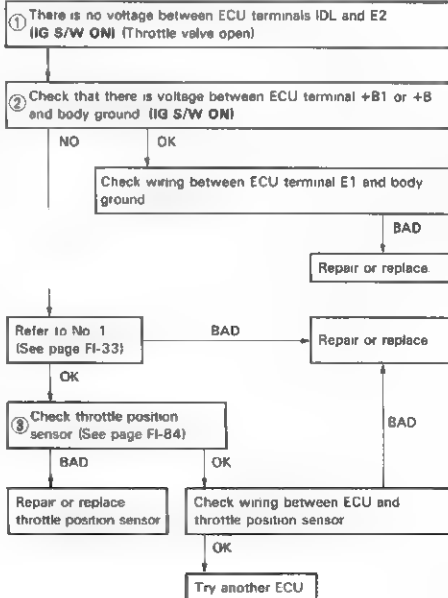 ① There is no voltage between ECU terminals IDL and E2
(IG S/W ON) (Throttle valve open)
② Check that there is voltage between ECU terminal +B1 or +B
and body ground (IG S/W ON)
NO
OK
Check wiring between ECU terminal E1 and body
ground
BAD
Repair or replace.
Refer to No. 1
(See page FI-33)
BAD
Repair or replace
OK
③ Check throttle position
sensor (See page FI-84)
BAD
BAD
OK
Repair or replace
throttle position sensor
Check wiring between ECU and
throttle position sensor
OK
Try another ECU